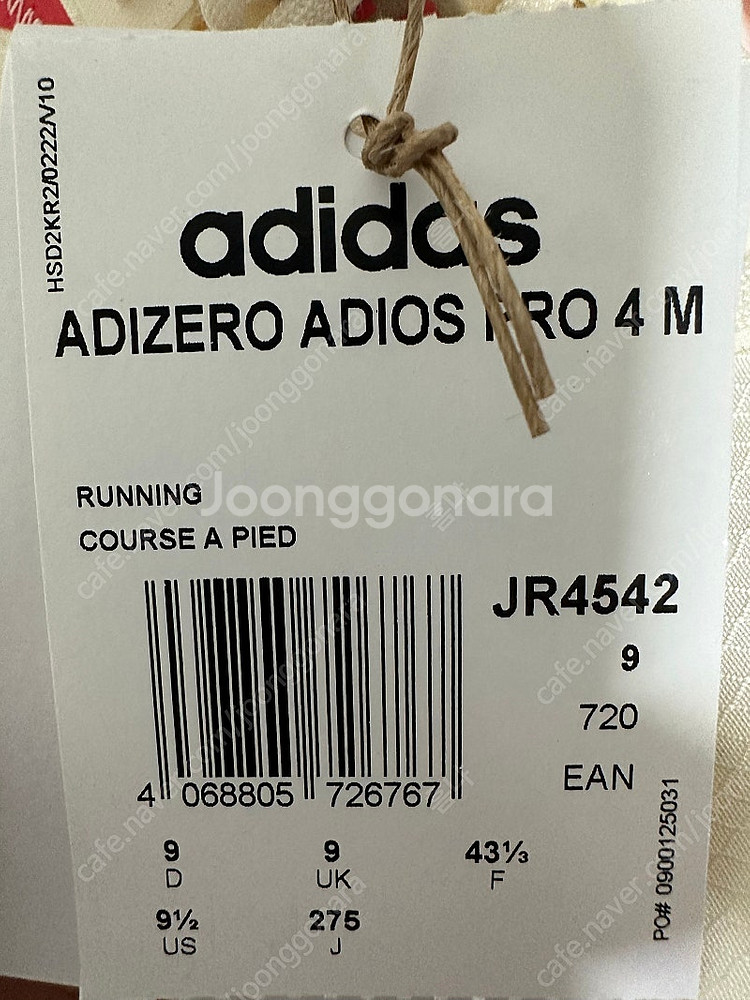 HSD2KR2/0222/V/10
adidas
ADIZERO ADIOS PRO 4 M
RUNNING
Joonggonara
COURSE A PIED
JR4542
9
720
EAN
4 068805 726767
9 9 43⅓
D UK F
9½ 275
US J
PO# 0900125031
cafe.naver.com/joonggonara